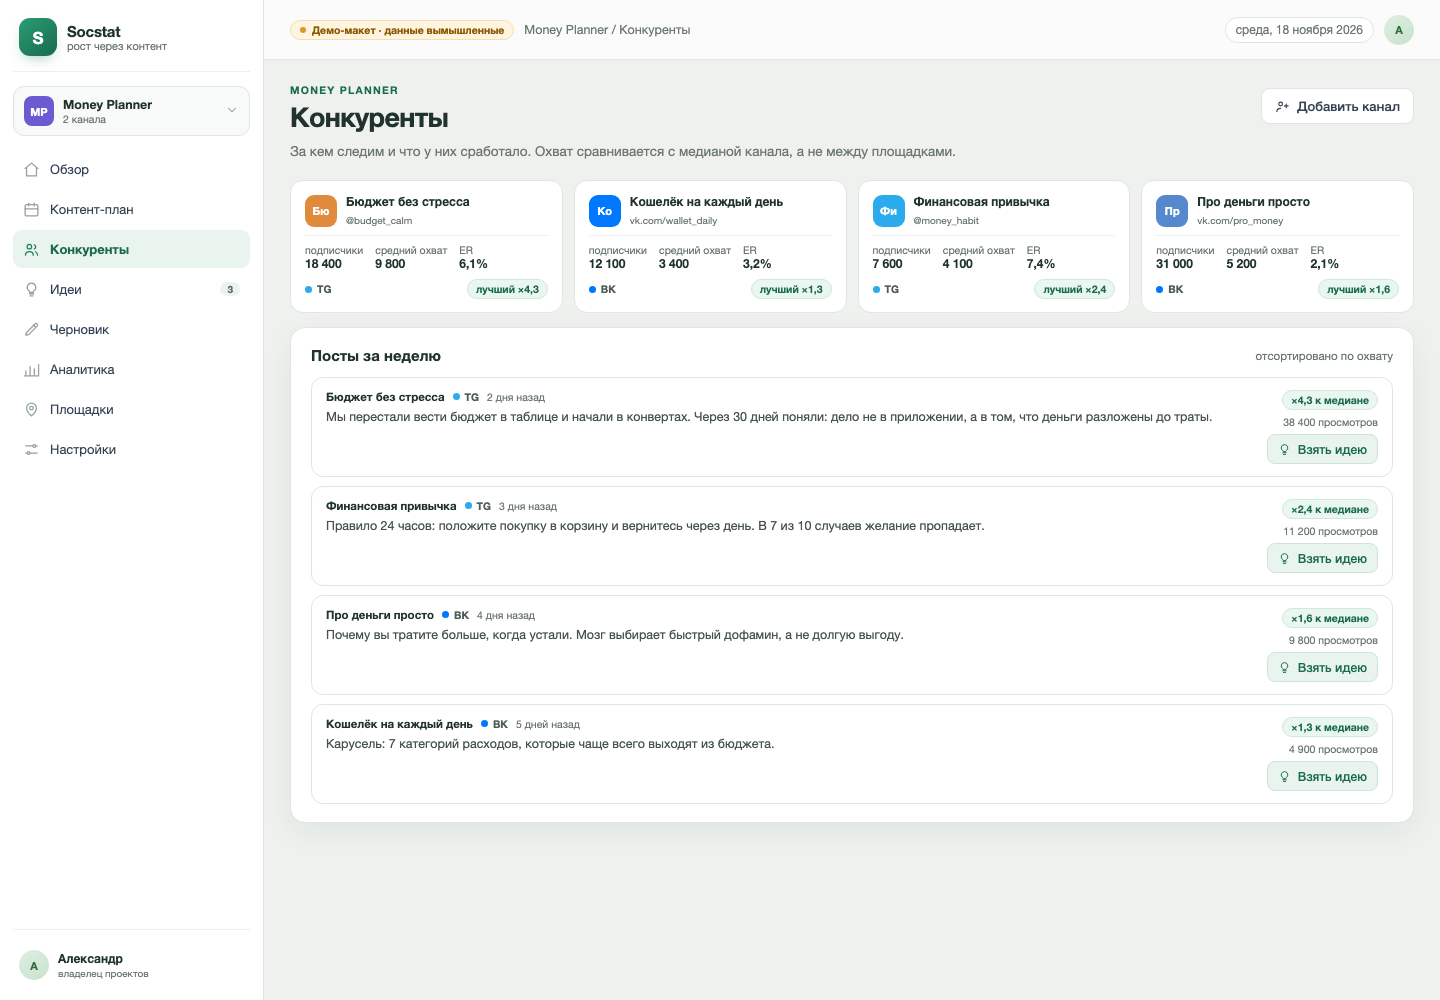 S
Socstat
рост через контент
MP
Money Planner
2 канала
Обзор
Контент-план
Конкуренты
Идеи
3
Черновик
Аналитика
Площадки
Настройки
А
Александр
владелец проектов
Демо-макет · данные вымышленные
Money Planner / Конкуренты
среда, 18 ноября 2026
А
MONEY PLANNER
Конкуренты
За кем следим и что у них сработало. Охват сравнивается с медианой канала, а не между площадками.
Добавить канал
Бю
Бюджет без стресса
@budget_calm
подписчики средний охват ER
18 400 9 800 6,1%
TG
лучший ×4,3
Ко
Кошелёк на каждый день
vk.com/wallet_daily
подписчики средний охват ER
12 100 3 400 3,2%
ВК
лучший ×1,3
Фи
Финансовая привычка
@money_habit
подписчики средний охват ER
7 600 4 100 7,4%
TG
лучший ×2,4
Пр
Про деньги просто
vk.com/pro_money
подписчики средний охват ER
31 000 5 200 2,1%
ВК
лучший ×1,6
Посты за неделю
отсортировано по охвату
Бюджет без стресса TG 2 дня назад
Мы перестали вести бюджет в таблице и начали в конвертах. Через 30 дней поняли: дело не в приложении, а в том, что деньги разложены до траты.
×4,3 к медиане
38 400 просмотров
Взять идею
Финансовая привычка TG 3 дня назад
Правило 24 часов: положите покупку в корзину и вернитесь через день. В 7 из 10 случаев желание пропадает.
×2,4 к медиане
11 200 просмотров
Взять идею
Про деньги просто ВК 4 дня назад
Почему вы тратите больше, когда устали. Мозг выбирает быстрый дофамин, а не долгую выгоду.
×1,6 к медиане
9 800 просмотров
Взять идею
Кошелёк на каждый день ВК 5 дней назад
Карусель: 7 категорий расходов, которые чаще всего выходят из бюджета.
×1,3 к медиане
4 900 просмотров
Взять идею